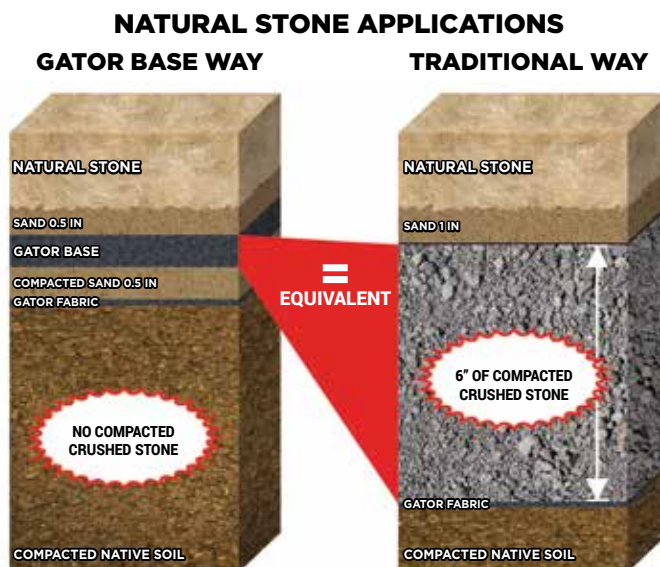 NATURAL STONE APPLICATIONS
GATOR BASE WAY
NATURAL STONE
SAND 0.5 IN
GATOR BASE
COMPACTED SAND 0.5 IN
GATOR FABRIC
NO COMPACTED
CRUSHED STONE
COMPACTED NATIVE SOIL
=
EQUIVALENT
TRADITIONAL WAY
NATURAL STONE
SAND 1 IN
6” OF COMPACTED
CRUSHED STONE
GATOR FABRIC
COMPACTED NATIVE SOIL